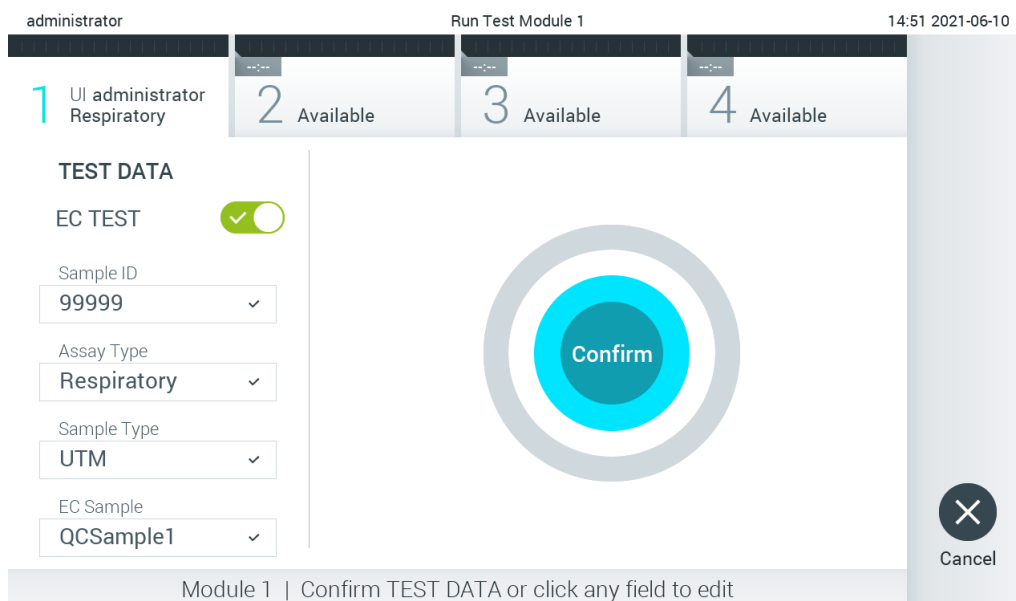 administrator Run Test Module 1 14:51 2021-06-10
--:-- --:-- --:--
1 UI administrator 2 Available 3 Available 4 Available
Respiratory
TEST DATA
EC TEST
Sample ID
99999
Assay Type
Respiratory
Confirm
Sample Type
UTM
EC Sample
QCSample1
Cancel
Module 1 | Confirm TEST DATA or click any field to edit